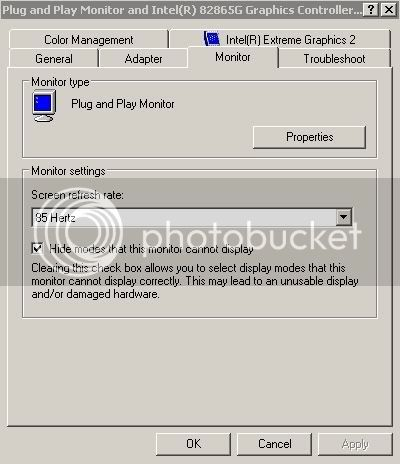 Plug and Play Monitor and Intel(R) 82865G Graphics Controller...
Color Management
Intel(R) Extreme Graphics 2
General
Adapter
Monitor
Troubleshoot
Monitor type
Plug and Play Monitor
Properties
Monitor settings
Screen refresh rate:
85 Hertz
photobucket
Hide modes that this monitor cannot display
Clearing this check box allows you to select display modes that this
monitor cannot display correctly. This may lead to an unusable display
and/or damaged hardware.
OK
Cancel
Apply